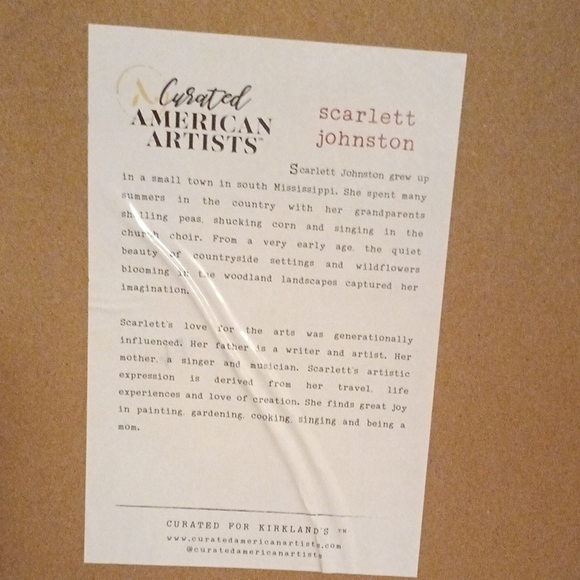 Curated
AMERICAN
ARTISTS™
scarlett
johnston
Scarlett Johnston grew up
in a small town in south Mississippi. She spent many
summers in the country with her grandparents
shelling peas, shucking corn and singing in the
church choir. From a very early age, the quiet
beauty of countryside settings and wildflowers
blooming in the woodland landscapes captured her
imagination.
Scarlett's love for the arts was generationally
influenced. Her father is a writer and artist. Her
mother, a singer and musician. Scarlett's artistic
expression is derived from her travel, life
experiences and love of creation. She finds great joy
in painting, gardening, cooking, singing and being a
mom.
CURATED FOR KIRKLAND'S ™
www.curatedamericanartists.com
@curatedamericanartists